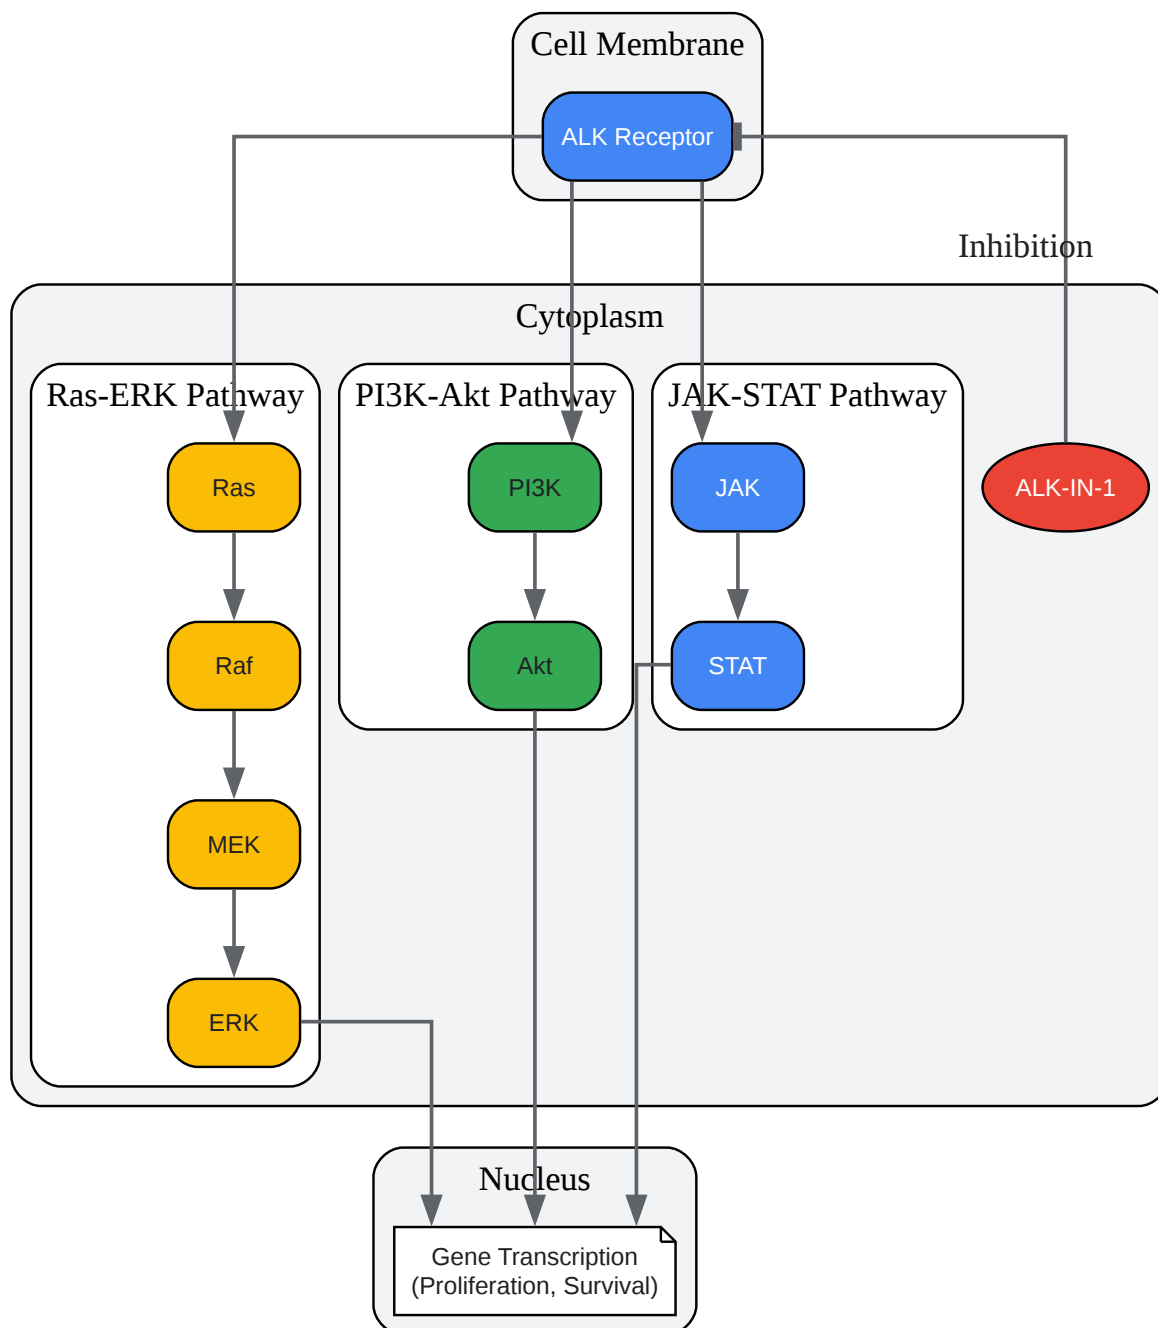 Cell Membrane
ALK Receptor
Inhibition
Cytoplasm
Ras-ERK Pathway
PI3K-Akt Pathway
JAK-STAT Pathway
Ras
PI3K
JAK
ALK-IN-1
Raf
Akt
STAT
MEK
ERK
Nucleus
Gene Transcription
(Proliferation, Survival)